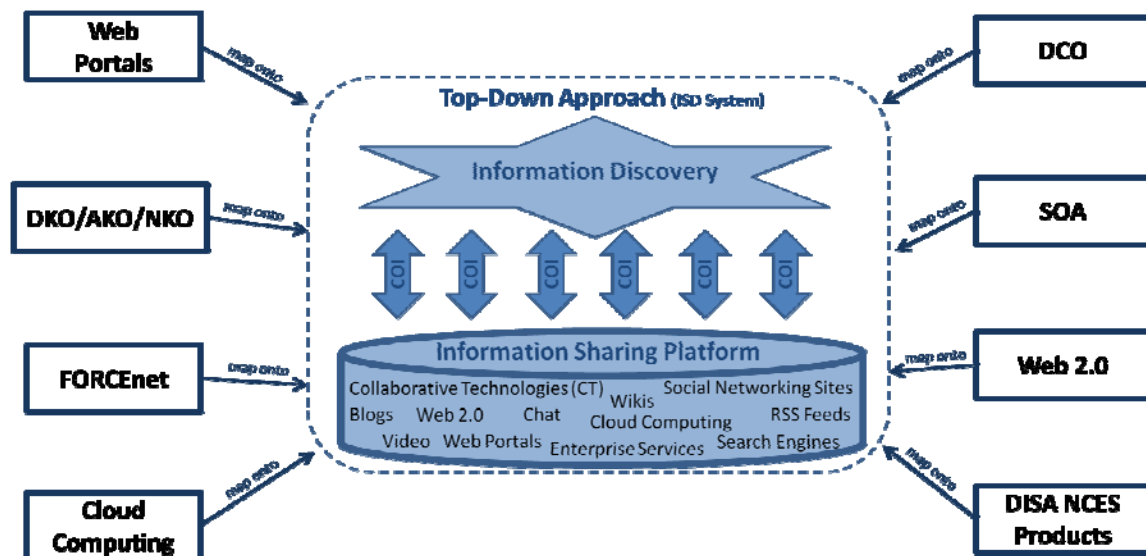 Web
Portals
map onto
DCO
map onto
Top-Down Approach (ISD System)
Information Discovery
DKO/AKO/NKO
map onto
SOA
map onto
COI
COI
COI
COI
COI
COI
FORCEnet
map onto
Web 2.0
map onto
Information Sharing Platform
Collaborative Technologies (CT)
Social Networking Sites
Wikis
Blogs
Web 2.0
Chat
Cloud Computing
RSS Feeds
Video
Web Portals
Enterprise Services
Search Engines
Cloud
Computing
map onto
DISA NCES
Products
map onto